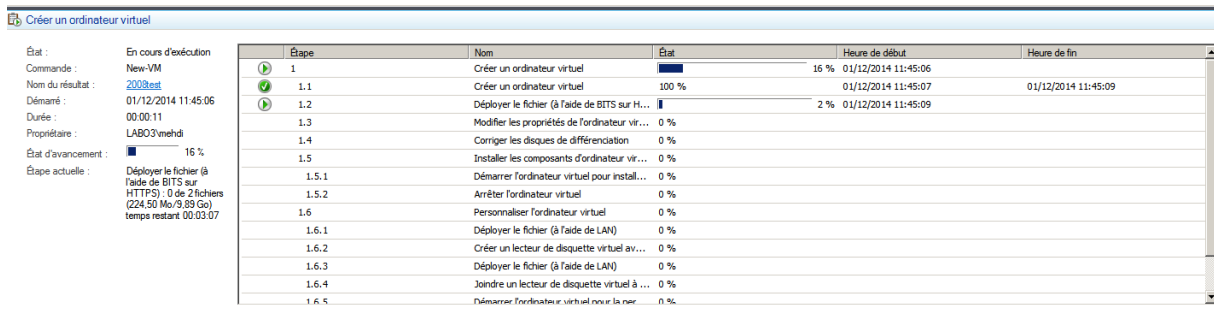 Créer un ordinateur virtuel
État : En cours d'exécution
Commande : New-VM
Nom du résultat : 2008test
Démarré : 01/12/2014 11:45:06
Durée : 00:00:11
Propriétaire : LABO3\mehdi
État d'avancement : 16 %
Étape actuelle : Déployer le fichier (à
l'aide de BITS sur
HTTPS) : 0 de 2 fichiers
(224,50 Mo/9,89 Go)
temps restant 00:03:07
Étape Nom État Heure de début Heure de fin
1 Créer un ordinateur virtuel 16 % 01/12/2014 11:45:06
1.1 Créer un ordinateur virtuel 100 % 01/12/2014 11:45:07 01/12/2014 11:45:09
1.2 Déployer le fichier (à l'aide de BITS sur H... 2 % 01/12/2014 11:45:09
1.3 Modifier les propriétés de l'ordinateur vir... 0 %
1.4 Corriger les disques de différenciation 0 %
1.5 Installer les composants d'ordinateur vir... 0 %
1.5.1 Démarrer l'ordinateur virtuel pour install... 0 %
1.5.2 Arrêter l'ordinateur virtuel 0 %
1.6 Personnaliser l'ordinateur virtuel 0 %
1.6.1 Déployer le fichier (à l'aide de LAN) 0 %
1.6.2 Créer un lecteur de disquette virtuel av... 0 %
1.6.3 Déployer le fichier (à l'aide de LAN) 0 %
1.6.4 Joindre un lecteur de disquette virtuel à ... 0 %
1.6.5 Démarrer l'ordinateur virtuel pour la per... 0 %